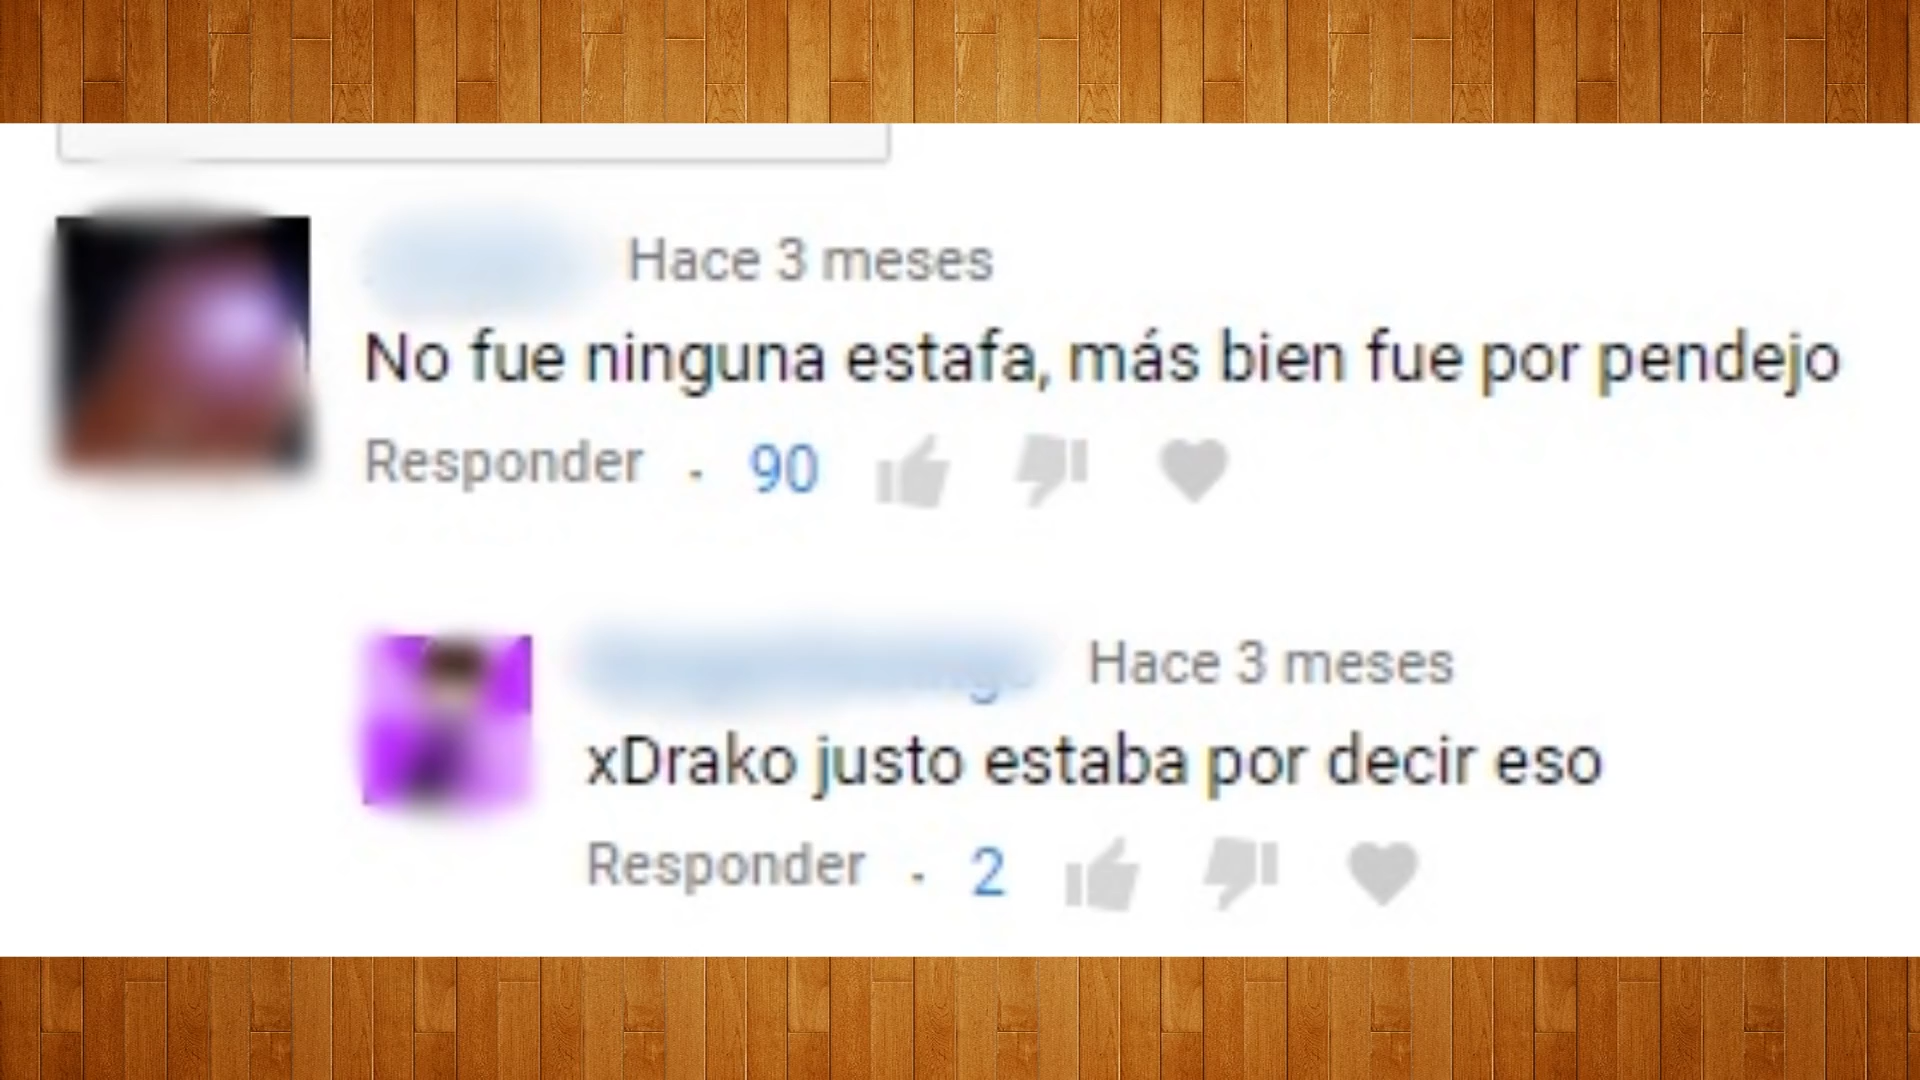 Hace 3 meses
No fue ninguna estafa, más bien fue por pendejo
Responder · 90
Hace 3 meses
xDrako justo estaba por decir eso
Responder · 2